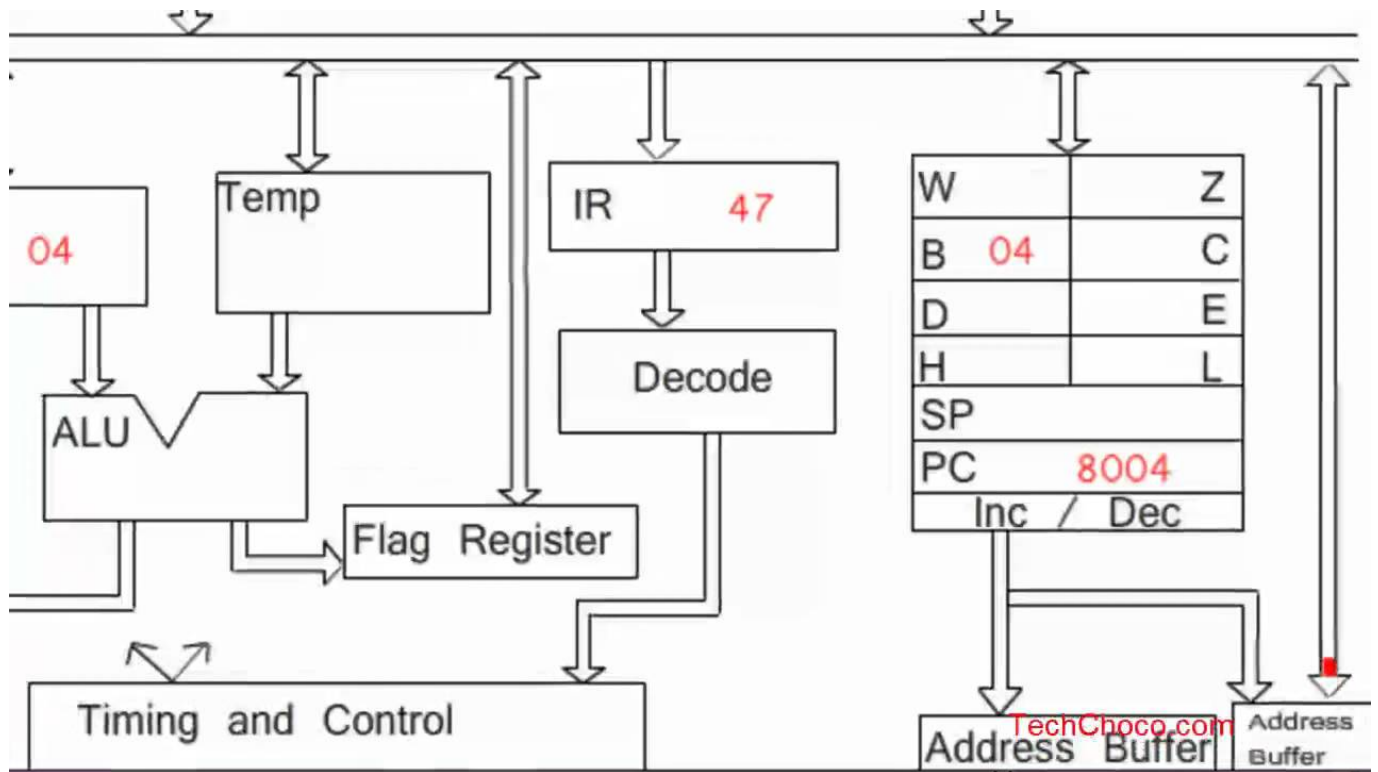 Temp
IR 47
04
W Z
B 04 C
D E
H L
SP
PC 8004
Inc / Dec
Decode
ALU
Flag Register
Timing and Control
TechChoco.com
Address Buffer
Address
Buffer